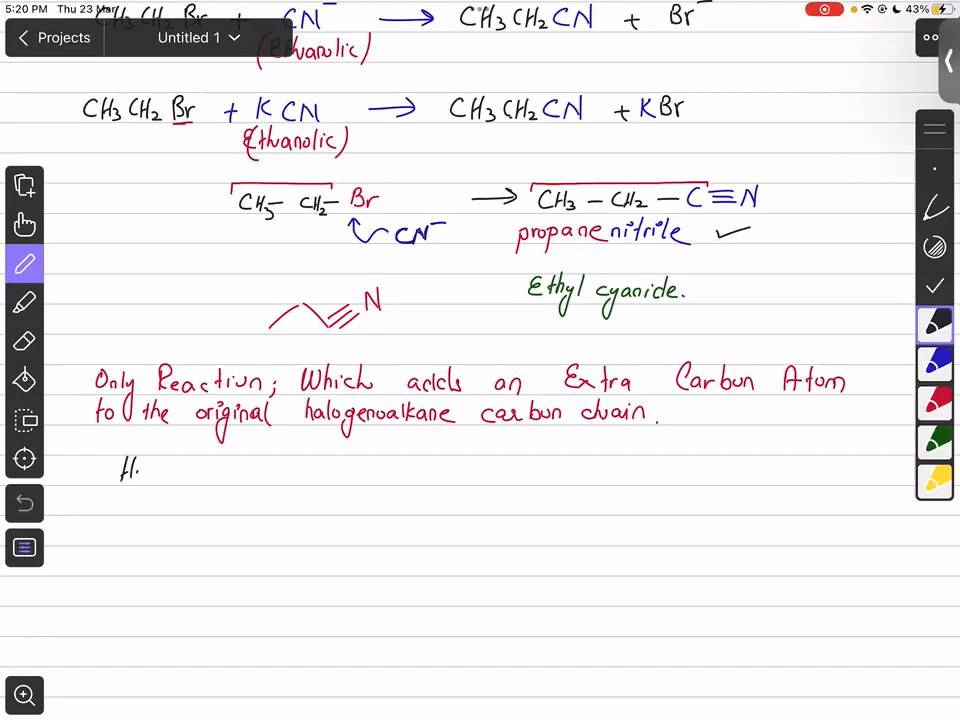 5:20 PM Thu 23 Mar 43%
CH3CH2Br + CN⁻ → CH3CH2CN + Br⁻
Projects Untitled 1
(Ethanolic)
CH3CH2Br + KCN → CH3CH2CN + KBr
(Ethanolic)
CH3 – CH2 – Br → CH3 – CH2 – C≡N
CN⁻ propanenitrile ✓
Ethyl cyanide.
N
Only Reaction; Which adds an Extra Carbon Atom
to the original halogenoalkane carbon chain.
H.